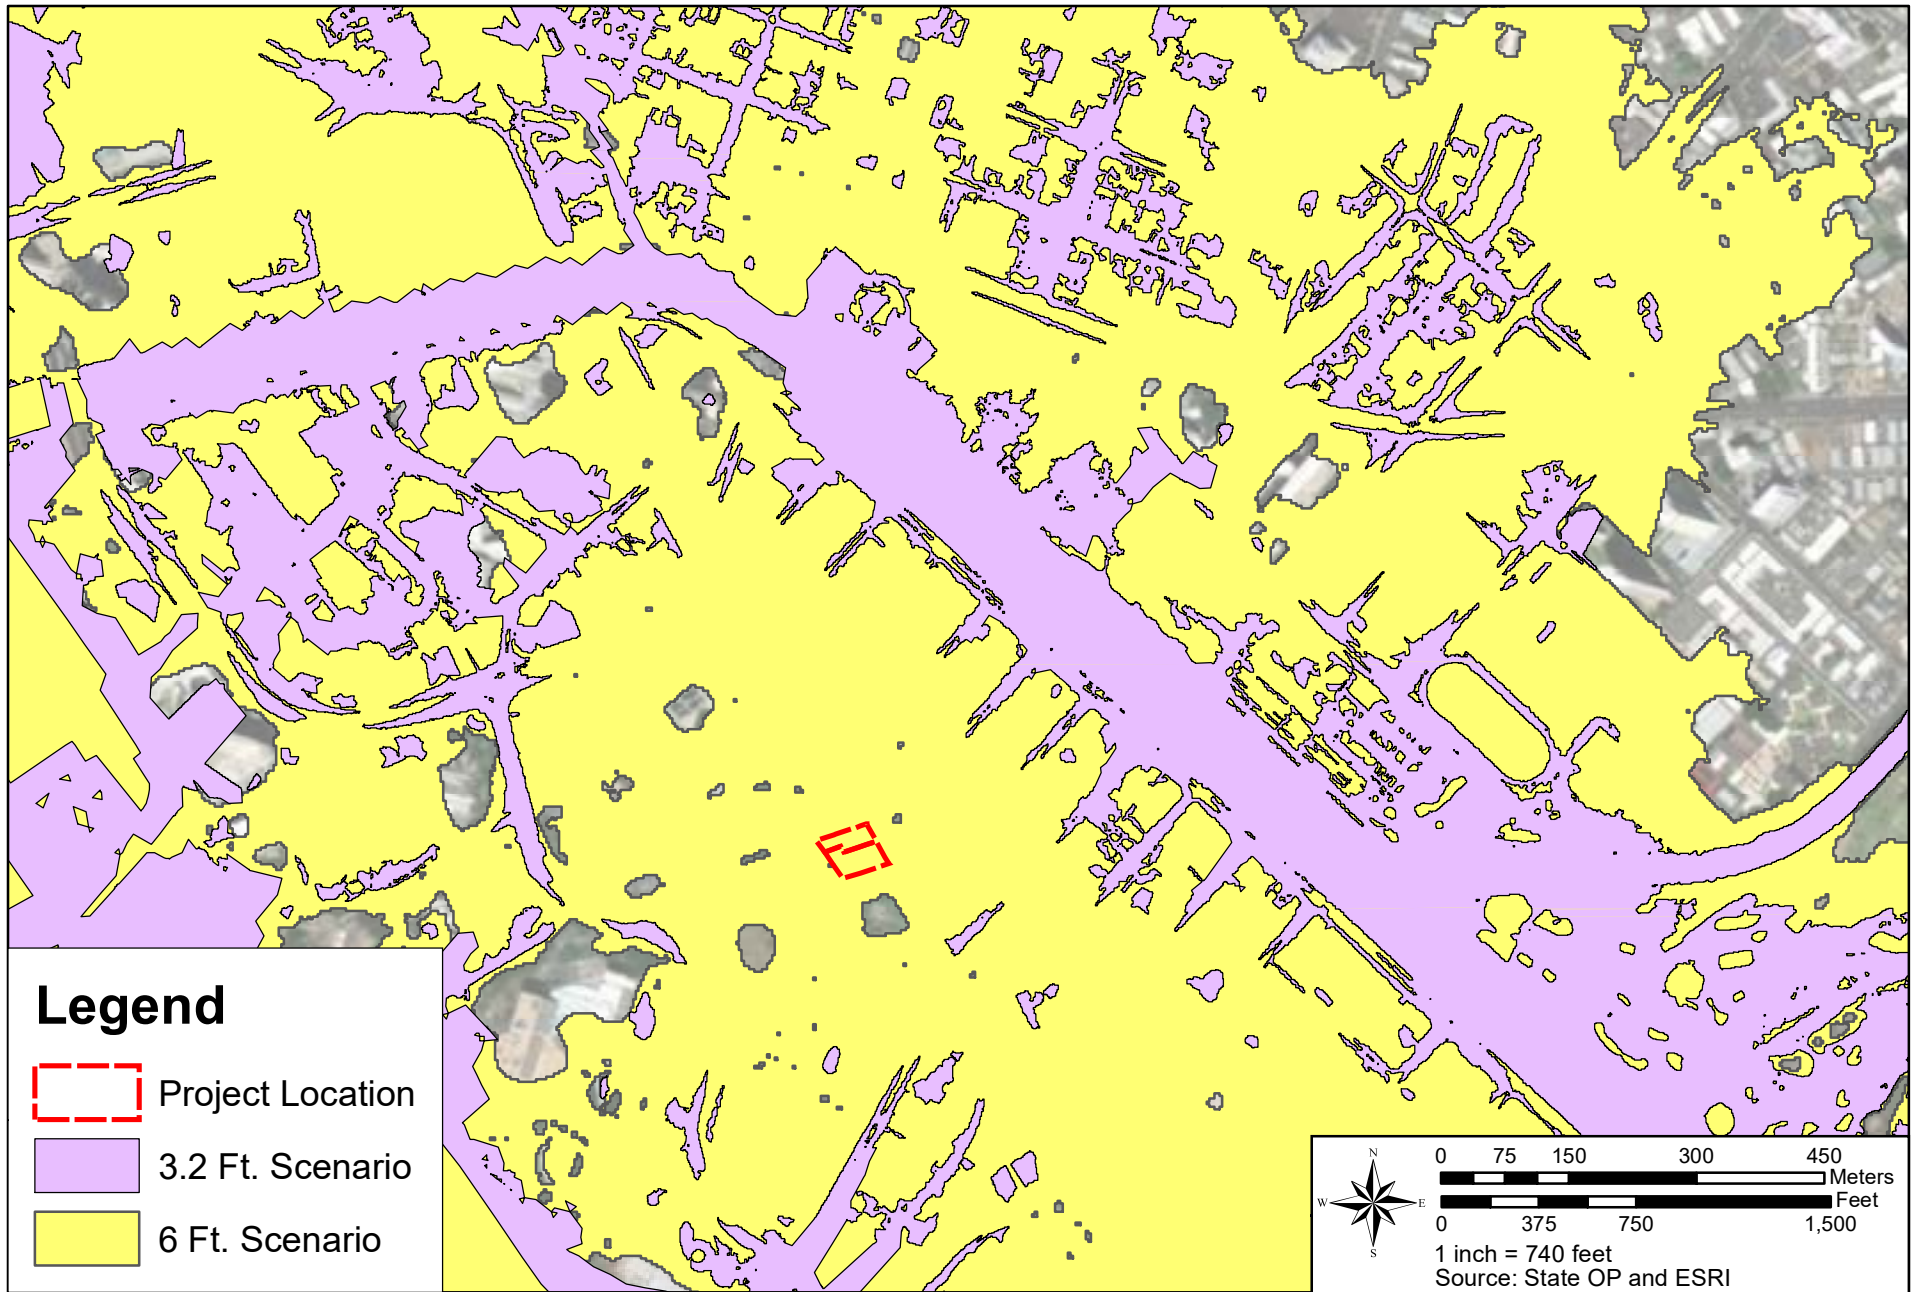 Legend
Project Location
3.2 Ft. Scenario
6 Ft. Scenario
N
W
E
S
0 75 150 300 450
Meters
Feet
0 375 750 1,500
1 inch = 740 feet
Source: State OP and ESRI